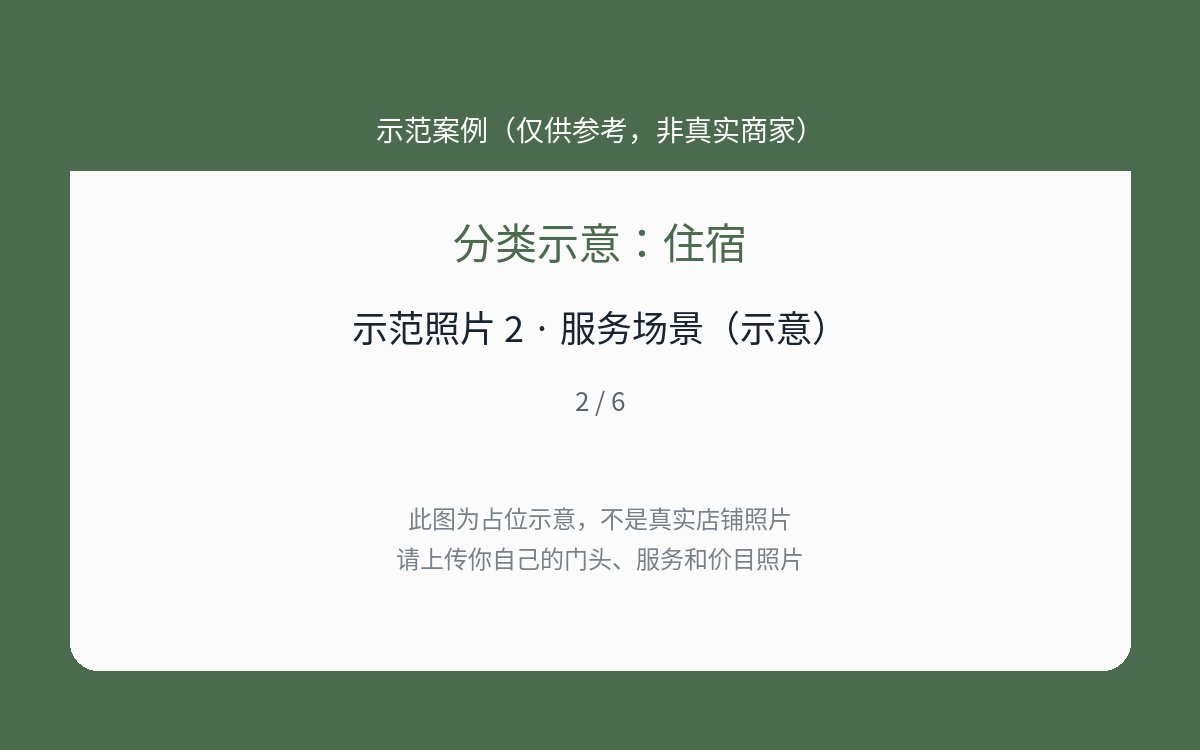 示范案例（仅供参考，非真实商家）
分类示意：住宿
示范照片 2 · 服务场景（示意）
2 / 6
此图为占位示意，不是真实店铺照片
请上传你自己的门头、服务和价目照片